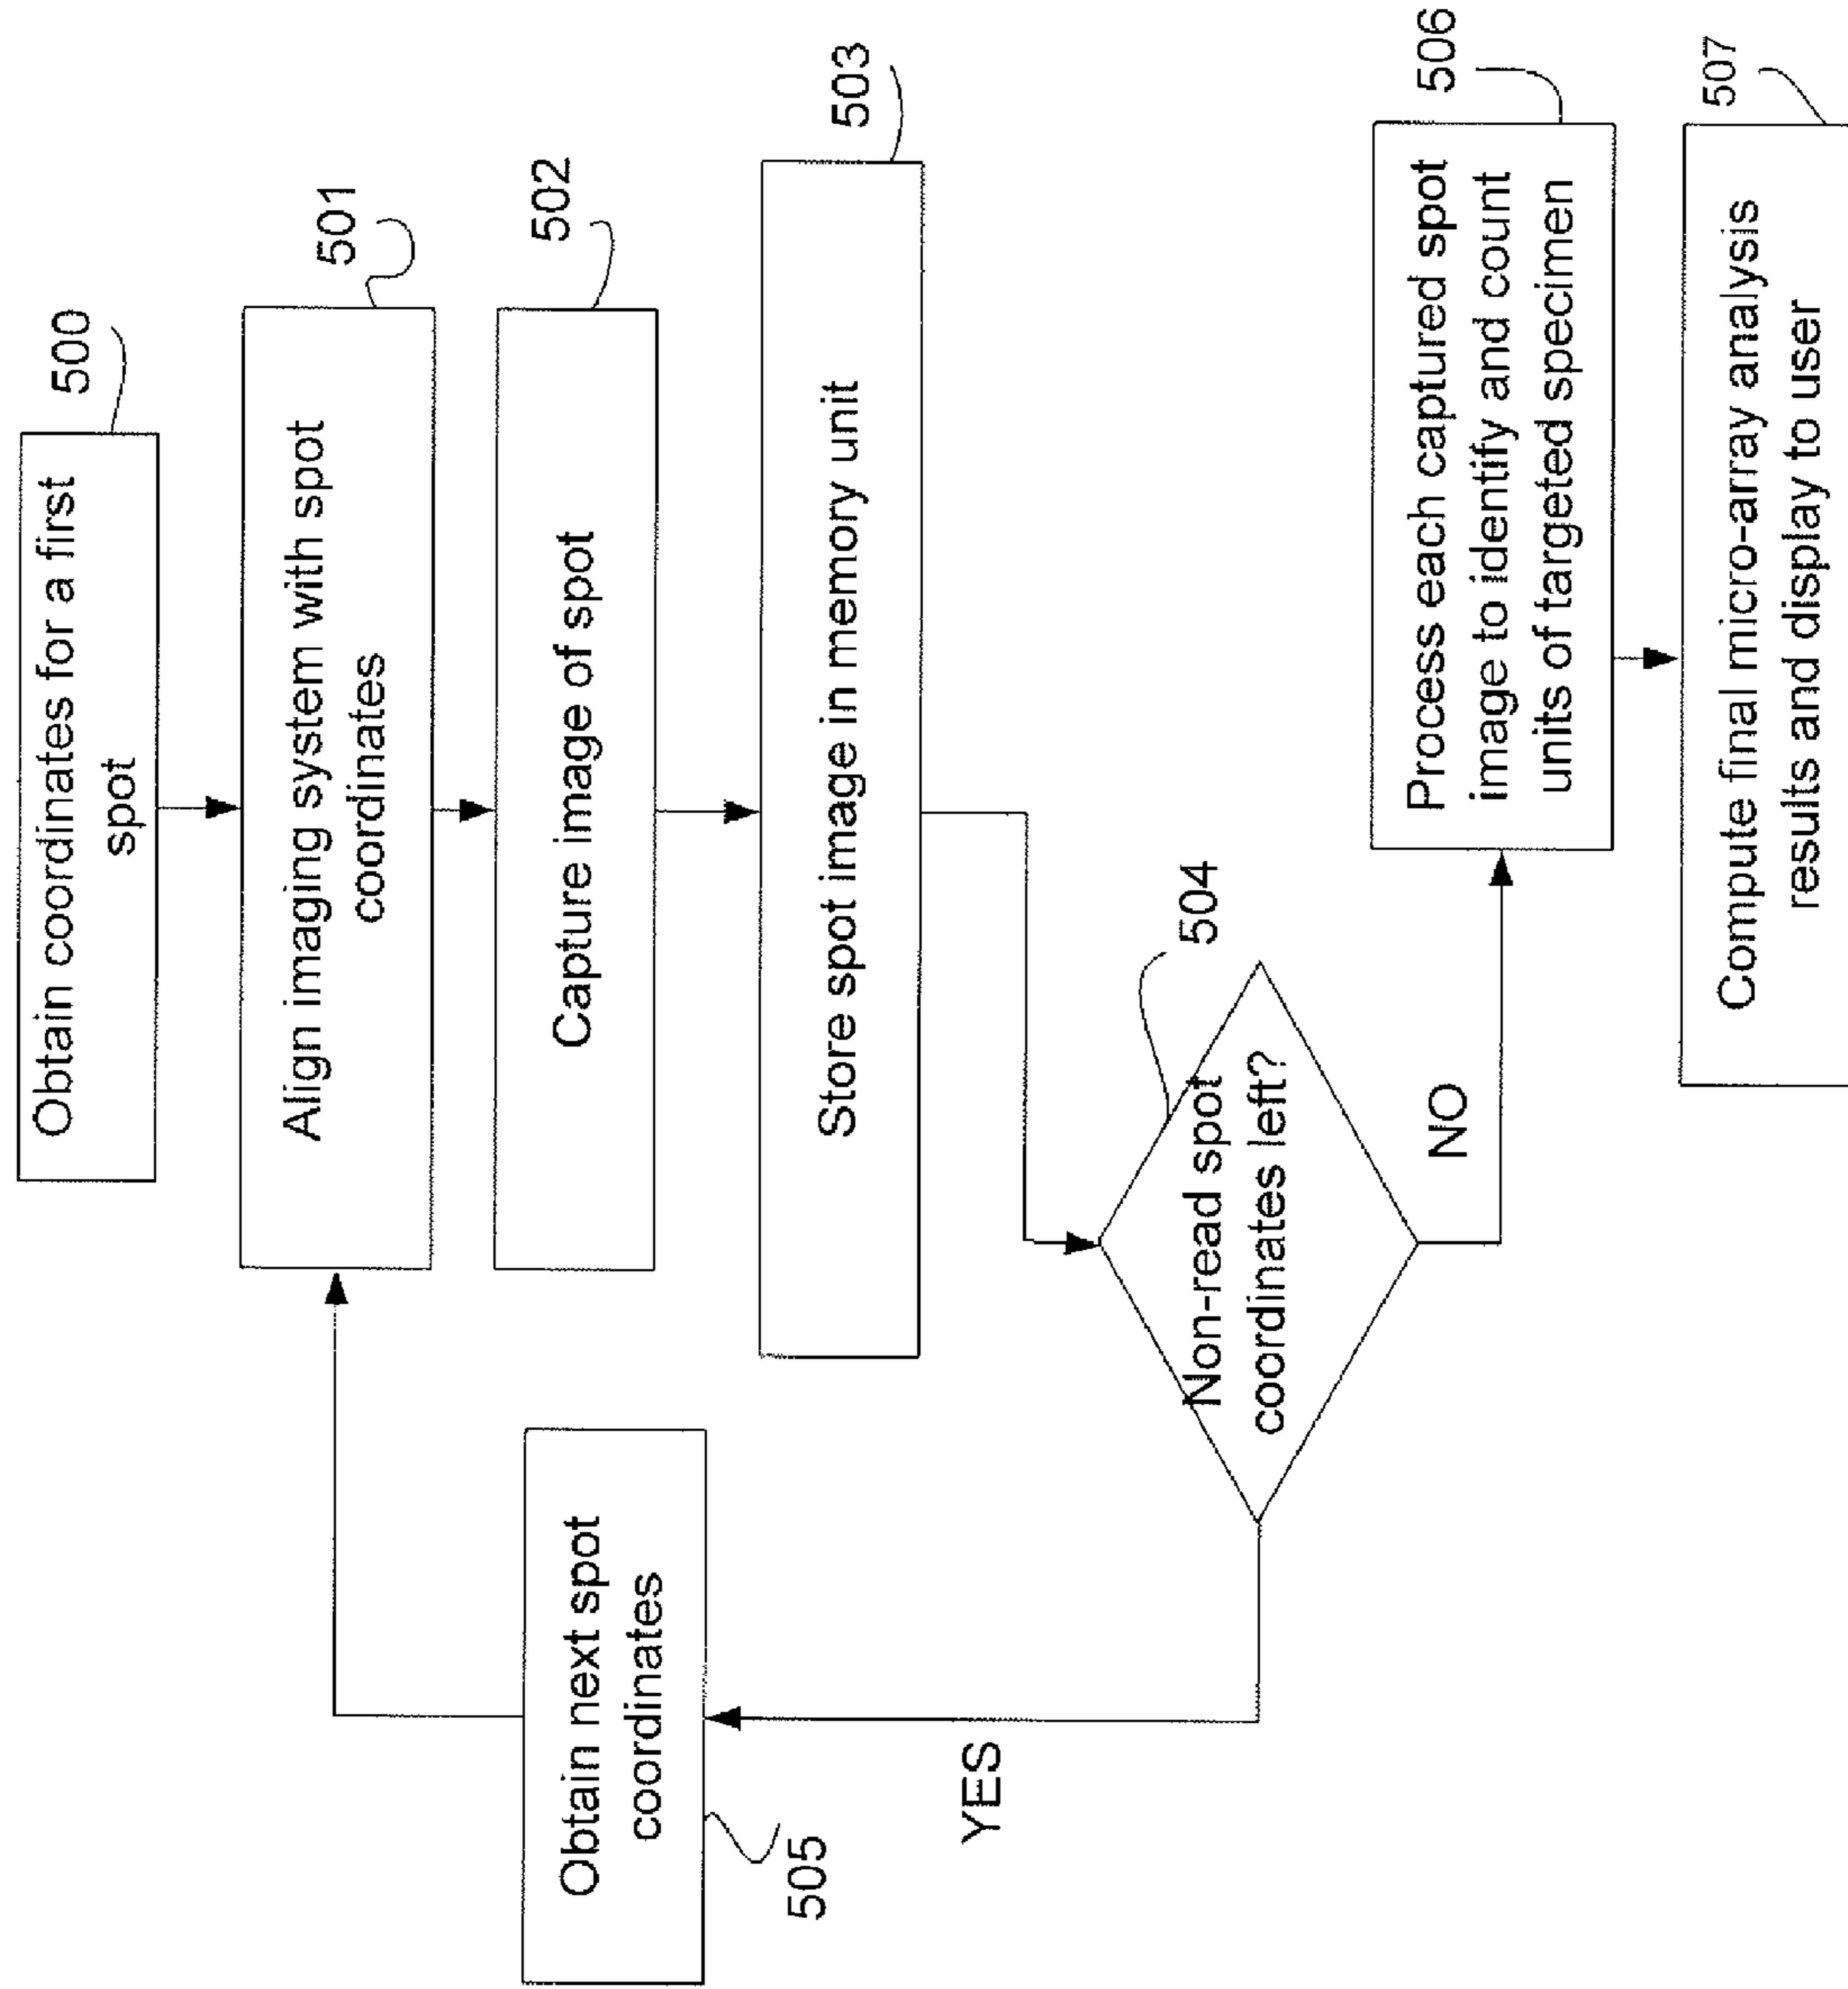 500
Obtain coordinates for a first
spot
501
Align imaging system with spot
coordinates
502
Capture image of spot
503
Store spot image in memory unit
504
Non-read spot
coordinates left?
YES
NO
505
Obtain next spot
coordinates
506
Process each captured spot
image to identify and count
units of targeted specimen
507
Compute final micro-array analysis
results and display to user